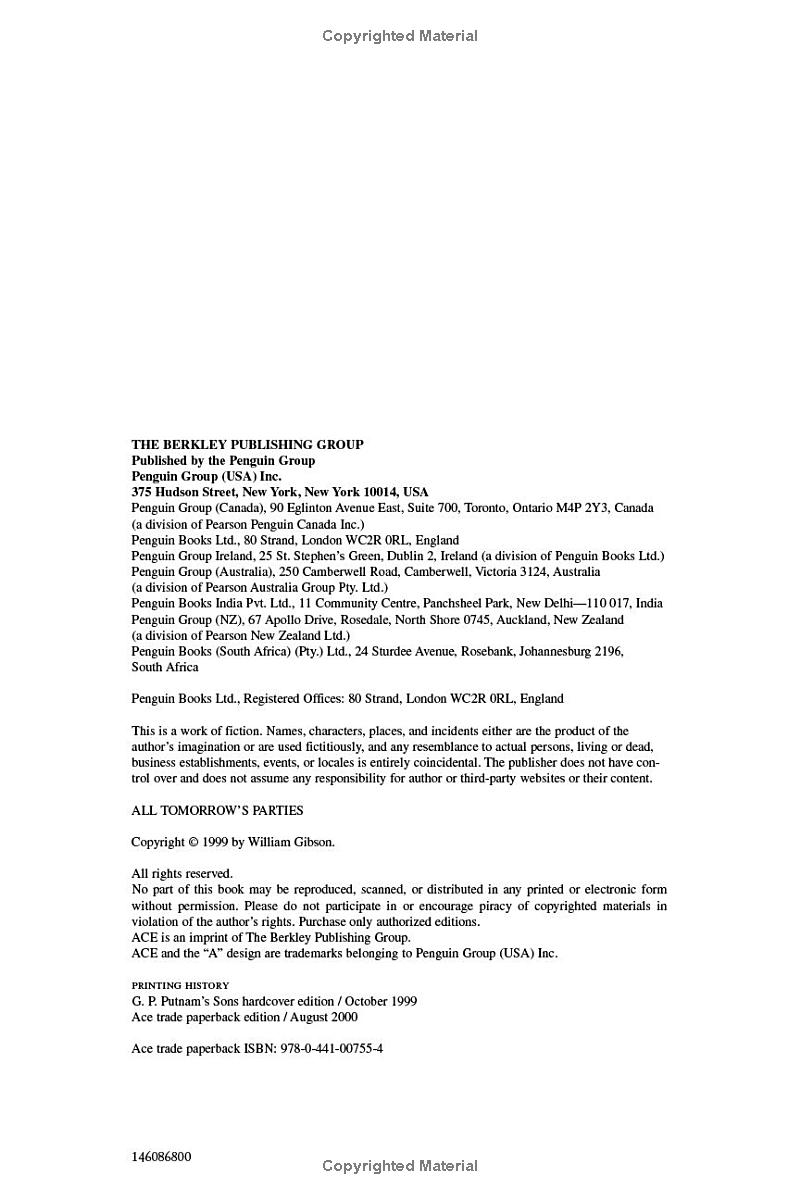 Copyrighted Material
THE BERKLEY PUBLISHING GROUP
Published by the Penguin Group
Penguin Group (USA) Inc.
375 Hudson Street, New York, New York 10014, USA
Penguin Group (Canada), 90 Eglinton Avenue East, Suite 700, Toronto, Ontario M4P 2Y3, Canada
(a division of Pearson Penguin Canada Inc.)
Penguin Books Ltd., 80 Strand, London WC2R 0RL, England
Penguin Group Ireland, 25 St. Stephen’s Green, Dublin 2, Ireland (a division of Penguin Books Ltd.)
Penguin Group (Australia), 250 Camberwell Road, Camberwell, Victoria 3124, Australia
(a division of Pearson Australia Group Pty. Ltd.)
Penguin Books India Pvt. Ltd., 11 Community Centre, Panchsheel Park, New Delhi—110 017, India
Penguin Group (NZ), 67 Apollo Drive, Rosedale, North Shore 0745, Auckland, New Zealand
(a division of Pearson New Zealand Ltd.)
Penguin Books (South Africa) (Pty.) Ltd., 24 Sturdee Avenue, Rosebank, Johannesburg 2196,
South Africa
Penguin Books Ltd., Registered Offices: 80 Strand, London WC2R 0RL, England
This is a work of fiction. Names, characters, places, and incidents either are the product of the
author’s imagination or are used fictitiously, and any resemblance to actual persons, living or dead,
business establishments, events, or locales is entirely coincidental. The publisher does not have con-
trol over and does not assume any responsibility for author or third-party websites or their content.
ALL TOMORROW’S PARTIES
Copyright © 1999 by William Gibson.
All rights reserved.
No part of this book may be reproduced, scanned, or distributed in any printed or electronic form
without permission. Please do not participate in or encourage piracy of copyrighted materials in
violation of the author’s rights. Purchase only authorized editions.
ACE is an imprint of The Berkley Publishing Group.
ACE and the “A” design are trademarks belonging to Penguin Group (USA) Inc.
PRINTING HISTORY
G. P. Putnam’s Sons hardcover edition / October 1999
Ace trade paperback edition / August 2000
Ace trade paperback ISBN: 978-0-441-00755-4
146086800
Copyrighted Material